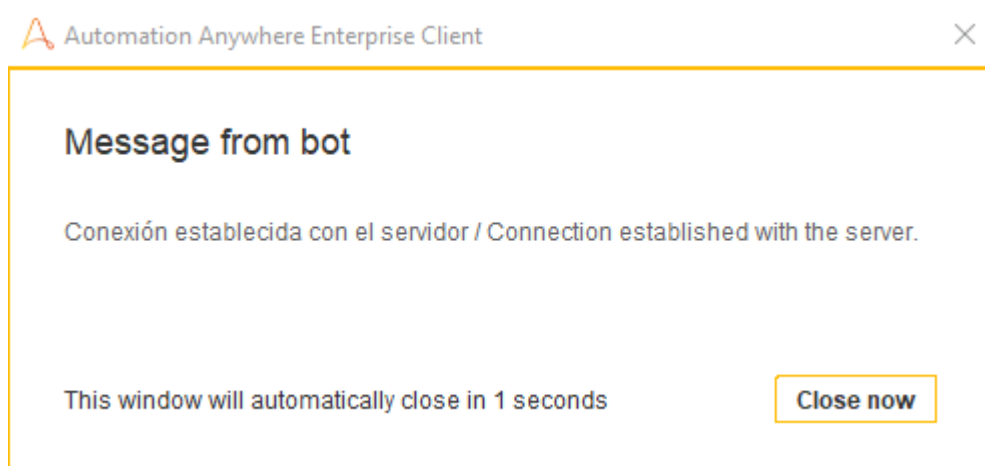 Automation Anywhere Enterprise Client
Message from bot
Conexión establecida con el servidor / Connection established with the server.
This window will automatically close in 1 seconds
Close now